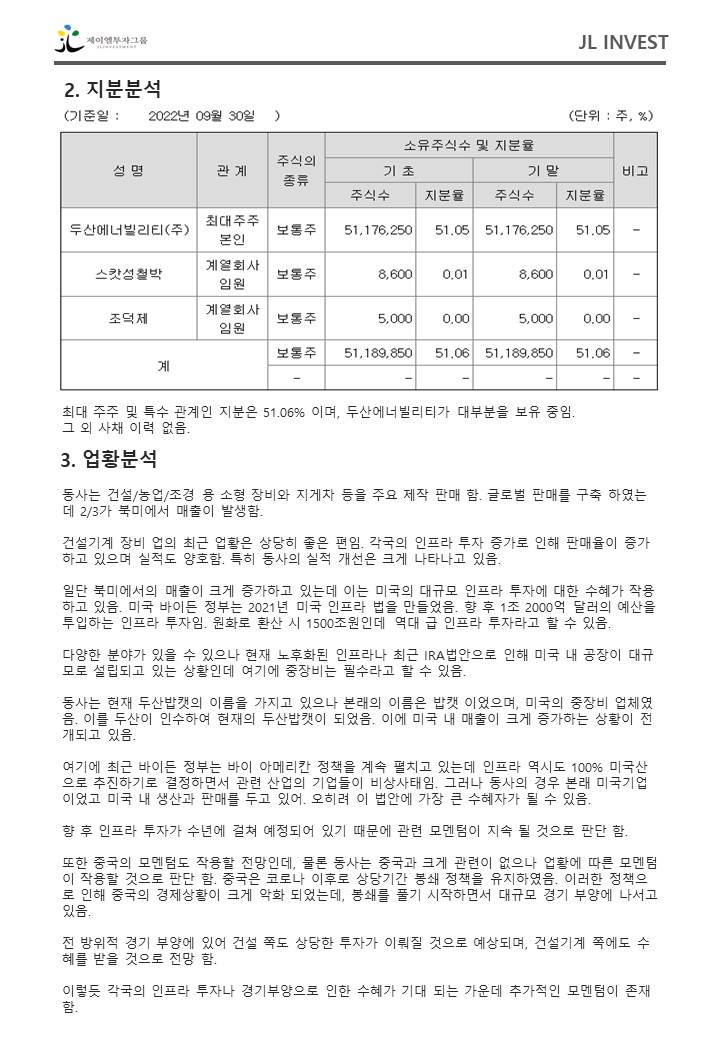 제이엘투자그룹
JLINVESTMENT
JL INVEST
2. 지분분석
(기준일 : 2022년 09월 30일 ) (단위 : 주, %)
성 명 관 계 주식의 종류 소유주식수 및 지분율 비고
기 초 기 말
주식수 지분율 주식수 지분율
두산에너빌리티(주) 최대주주 본인 보통주 51,176,250 51.05 51,176,250 51.05 -
스캇성철박 계열회사 임원 보통주 8,600 0.01 8,600 0.01 -
조덕제 계열회사 임원 보통주 5,000 0.00 5,000 0.00 -
계 보통주 51,189,850 51.06 51,189,850 51.06 -
- - - - - -
최대 주주 및 특수 관계인 지분은 51.06% 이며, 두산에너빌리티가 대부분을 보유 중임.
그 외 사채 이력 없음.
3. 업황분석
동사는 건설/농업/조경 용 소형 장비와 지게차 등을 주요 제작 판매 함. 글로벌 판매를 구축 하였는
데 2/3가 북미에서 매출이 발생함.
건설기계 장비 업의 최근 업황은 상당히 좋은 편임. 각국의 인프라 투자 증가로 인해 판매율이 증가
하고 있으며 실적도 양호함. 특히 동사의 실적 개선은 크게 나타나고 있음.
일단 북미에서의 매출이 크게 증가하고 있는데 이는 미국의 대규모 인프라 투자에 대한 수혜가 작용
하고 있음. 미국 바이든 정부는 2021년 미국 인프라 법을 만들었음. 향 후 1조 2000억 달러의 예산을
투입하는 인프라 투자임. 원화로 환산 시 1500조원인데 역대 급 인프라 투자라고 할 수 있음.
다양한 분야가 있을 수 있으나 현재 노후화된 인프라나 최근 IRA법안으로 인해 미국 내 공장이 대규
모로 설립되고 있는 상황인데 여기에 중장비는 필수라고 할 수 있음.
동사는 현재 두산밥캣의 이름을 가지고 있으나 본래의 이름은 밥캣 이었으며, 미국의 중장비 업체였
음. 이를 두산이 인수하여 현재의 두산밥캣이 되었음. 이에 미국 내 매출이 크게 증가하는 상황이 전
개되고 있음.
여기에 최근 바이든 정부는 바이 아메리칸 정책을 계속 펼치고 있는데 인프라 역시도 100% 미국산
으로 추진하기로 결정하면서 관련 산업의 기업들이 비상사태임. 그러나 동사의 경우 본래 미국기업
이었고 미국 내 생산과 판매를 두고 있어. 오히려 이 법안에 가장 큰 수혜자가 될 수 있음.
향 후 인프라 투자가 수년에 걸쳐 예정되어 있기 때문에 관련 모멘텀이 지속 될 것으로 판단 함.
또한 중국의 모멘텀도 작용할 전망인데, 물론 동사는 중국과 크게 관련이 없으나 업황에 따른 모멘텀
이 작용할 것으로 판단 함. 중국은 코로나 이후로 상당기간 봉쇄 정책을 유지하였음. 이러한 정책으
로 인해 중국의 경제상황이 크게 악화 되었는데, 봉쇄를 풀기 시작하면서 대규모 경기 부양에 나서고
있음.
전 방위적 경기 부양에 있어 건설 쪽도 상당한 투자가 이뤄질 것으로 예상되며, 건설기계 쪽에도 수
혜를 받을 것으로 전망 함.
이렇듯 각국의 인프라 투자나 경기부양으로 인한 수혜가 기대 되는 가운데 추가적인 모멘텀이 존재
함.